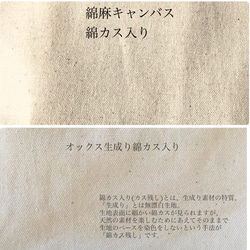 綿麻キャンバス
綿カス入り
オックス生成り綿カス入り
綿カス入り(カス残し)とは、生成り素材の特質。
「生成り」とは無漂白生地。
生地表面に細かい綿カスが見られますが、
天然の素材を楽しむためにあえてそのままで
生地のベースを染色をしないという手法が
「綿カス残し」です。